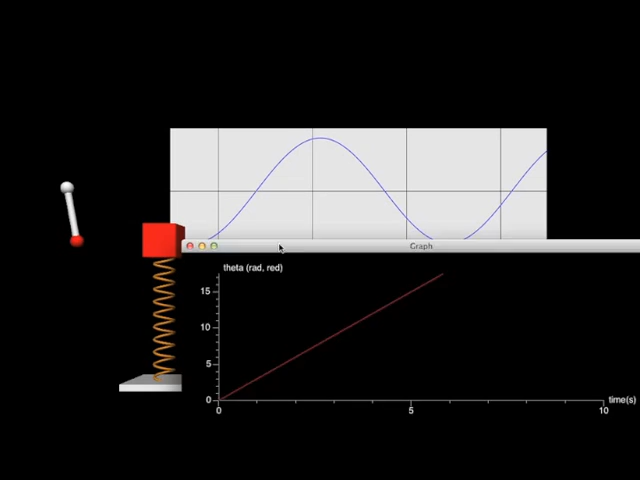 Graph
theta (rad, red)
15
10
5
0
0 5 10 time(s)